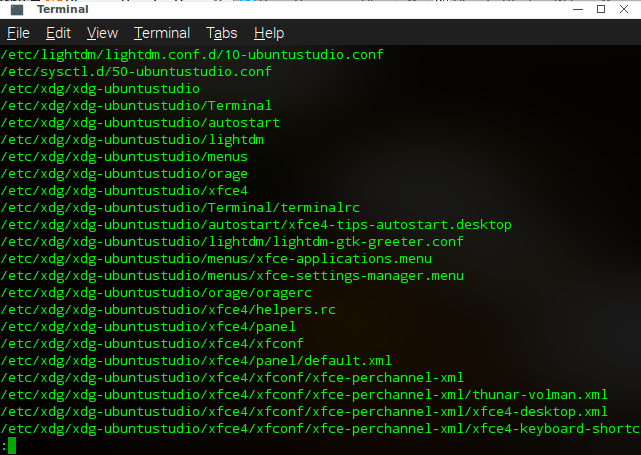 Terminal
File Edit View Terminal Tabs Help
/etc/lightdm/lightdm.conf.d/10-ubuntustudio.conf
/etc/sysctl.d/50-ubuntustudio.conf
/etc/xdg/xdg-ubuntustudio
/etc/xdg/xdg-ubuntustudio/Terminal
/etc/xdg/xdg-ubuntustudio/autostart
/etc/xdg/xdg-ubuntustudio/lightdm
/etc/xdg/xdg-ubuntustudio/menus
/etc/xdg/xdg-ubuntustudio/orage
/etc/xdg/xdg-ubuntustudio/xfce4
/etc/xdg/xdg-ubuntustudio/Terminal/terminalrc
/etc/xdg/xdg-ubuntustudio/autostart/xfce4-tips-autostart.desktop
/etc/xdg/xdg-ubuntustudio/lightdm/lightdm-gtk-greeter.conf
/etc/xdg/xdg-ubuntustudio/menus/xfce-applications.menu
/etc/xdg/xdg-ubuntustudio/menus/xfce-settings-manager.menu
/etc/xdg/xdg-ubuntustudio/orage/oragerc
/etc/xdg/xdg-ubuntustudio/xfce4/helpers.rc
/etc/xdg/xdg-ubuntustudio/xfce4/panel
/etc/xdg/xdg-ubuntustudio/xfce4/xfconf
/etc/xdg/xdg-ubuntustudio/xfce4/panel/default.xml
/etc/xdg/xdg-ubuntustudio/xfce4/xfconf/xfce-perchannel-xml
/etc/xdg/xdg-ubuntustudio/xfce4/xfconf/xfce-perchannel-xml/thunar-volman.xml
/etc/xdg/xdg-ubuntustudio/xfce4/xfconf/xfce-perchannel-xml/xfce4-desktop.xml
/etc/xdg/xdg-ubuntustudio/xfce4/xfconf/xfce-perchannel-xml/xfce4-keyboard-shortc
: